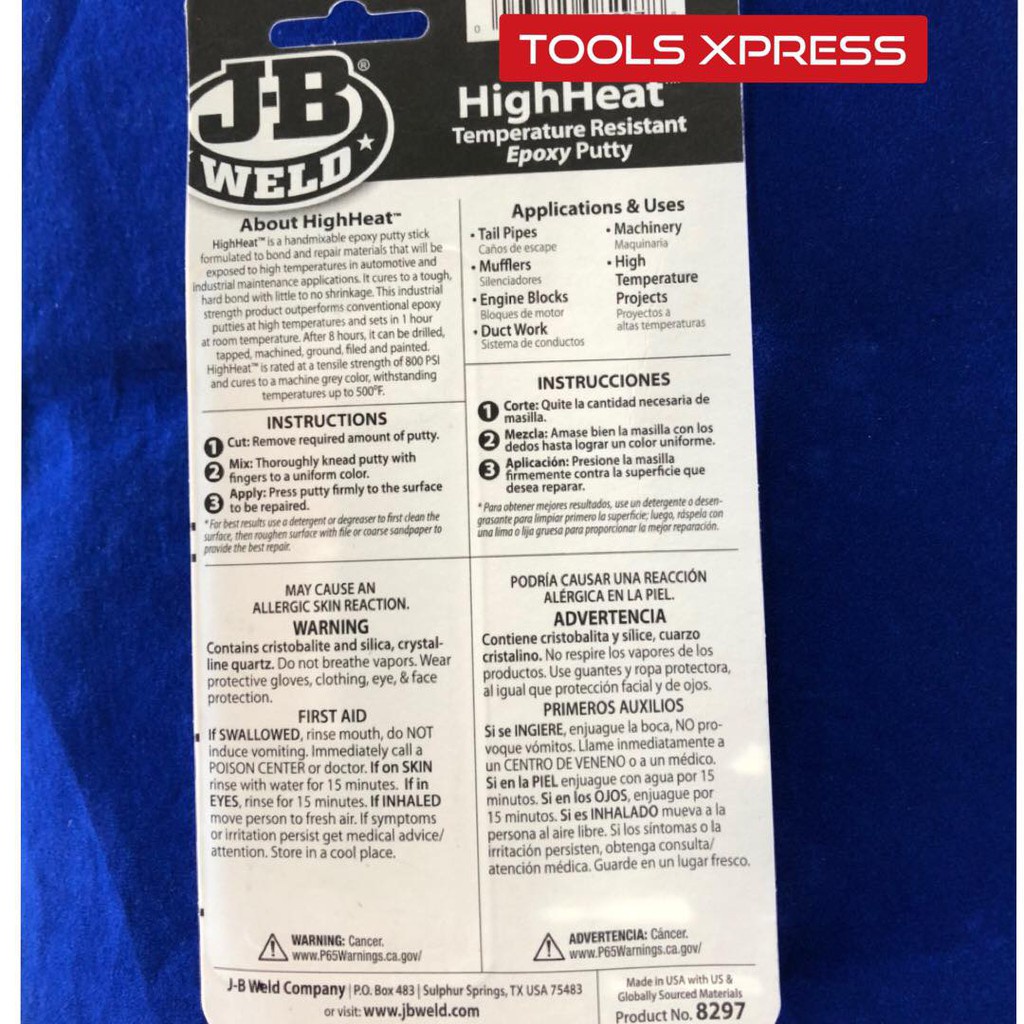 TOOLS XPRESS
0
J-B®
WELD
HighHeat™
Temperature Resistant
Epoxy Putty
About HighHeat™
HighHeat™ is a handmixable epoxy putty stick
formulated to bond and repair materials that will be
exposed to high temperatures in automotive and
industrial maintenance applications. It cures to a tough,
hard bond with little to no shrinkage. This industrial
strength product outperforms conventional epoxy
putties at high temperatures and sets in 1 hour
at room temperature. After 8 hours, it can be drilled,
tapped, machined, ground, filed and painted.
HighHeat™ is rated at a tensile strength of 800 PSI
and cures to a machine grey color, withstanding
temperatures up to 500°F.
Applications & Uses
• Tail Pipes
Caños de escape
• Mufflers
Silenciadores
• Engine Blocks
Bloques de motor
• Duct Work
Sistema de conductos
• Machinery
Maquinaria
• High
Temperature
Projects
Proyectos a
altas temperaturas
INSTRUCTIONS
1 Cut: Remove required amount of putty.
2 Mix: Thoroughly knead putty with
fingers to a uniform color.
3 Apply: Press putty firmly to the surface
to be repaired.
*For best results use a detergent or degreaser to first clean the
surface, then roughen surface with file or coarse sandpaper to
provide the best repair.
INSTRUCCIONES
1 Corte: Quite la cantidad necesaria de
masilla.
2 Mezcla: Amase bien la masilla con los
dedos hasta lograr un color uniforme.
3 Aplicación: Presione la masilla
firmemente contra la superficie que
desea reparar.
*Para obtener mejores resultados, use un detergente o desen-
grasante para limpiar primero la superficie; luego, ráspela con
una lima o lija gruesa para proporcionar la mejor reparación.
MAY CAUSE AN
ALLERGIC SKIN REACTION.
WARNING
Contains cristobalite and silica, crystal-
line quartz. Do not breathe vapors. Wear
protective gloves, clothing, eye, & face
protection.
FIRST AID
If SWALLOWED, rinse mouth, do NOT
induce vomiting. Immediately call a
POISON CENTER or doctor. If on SKIN
rinse with water for 15 minutes. If in
EYES, rinse for 15 minutes. If INHALED
move person to fresh air. If symptoms
or irritation persist get medical advice/
attention. Store in a cool place.
PODRÍA CAUSAR UNA REACCIÓN
ALÉRGICA EN LA PIEL.
ADVERTENCIA
Contiene cristobalita y sílice, cuarzo
cristalino. No respire los vapores de los
productos. Use guantes y ropa protectora,
al igual que protección facial y de ojos.
PRIMEROS AUXILIOS
Si se INGIERE, enjuague la boca, NO pro-
voque vómitos. Llame inmediatamente a
un CENTRO DE VENENO o a un médico.
Si en la PIEL enjuague con agua por 15
minutos. Si en los OJOS, enjuague por
15 minutos. Si es INHALADO mueva a la
persona al aire libre. Si los síntomas o la
irritación persisten, obtenga consulta/
atención médica. Guarde en un lugar fresco.
WARNING: Cancer.
www.P65Warnings.ca.gov/
ADVERTENCIA: Cáncer.
www.P65Warnings.ca.gov/
J-B Weld Company | P.O. Box 483 | Sulphur Springs, TX USA 75483
or visit: www.jbweld.com
Made in USA with US &
Globally Sourced Materials
Product No. 8297